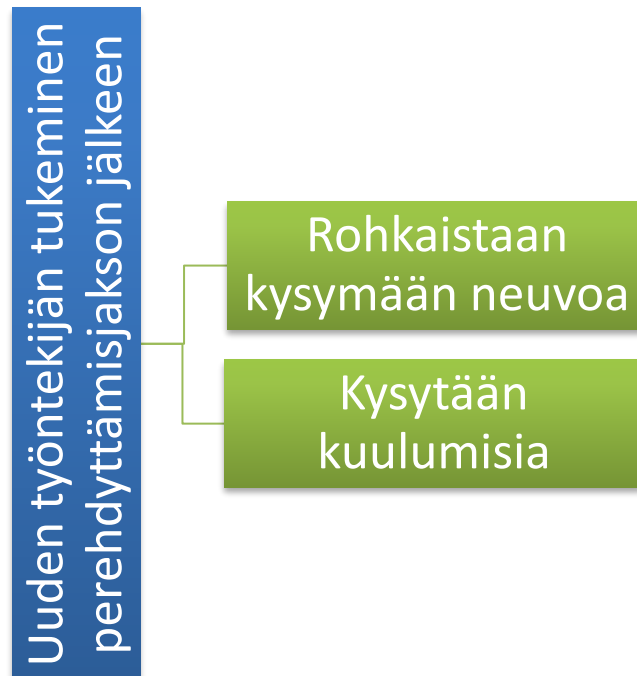 Uuden työntekijän tukeminen
perehdyttämisjakson jälkeen
Rohkaistaan
kysymään neuvoa
Kysytään
kuulumisia